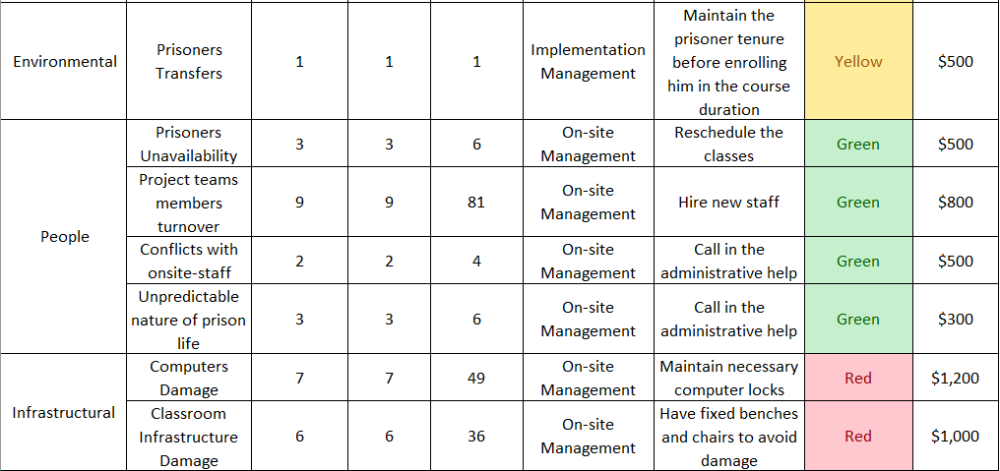 Environmental
Prisoners
Transfers
1
1
1
Implementation
Management
Maintain the
prisoner tenure
before enrolling
him in the course
duration
Yellow
$500
People
Prisoners
Unavailability
3
3
6
On-site
Management
Reschedule the
classes
Green
$500
Project teams
members
turnover
9
9
81
On-site
Management
Hire new staff
Green
$800
Conflicts with
onsite-staff
2
2
4
On-site
Management
Call in the
administrative help
Green
$500
Unpredictable
nature of prison
life
3
3
6
On-site
Management
Call in the
administrative help
Green
$300
Infrastructural
Computers
Damage
7
7
49
On-site
Management
Maintain necessary
computer locks
Red
$1,200
Classroom
Infrastructure
Damage
6
6
36
On-site
Management
Have fixed benches
and chairs to avoid
damage
Red
$1,000